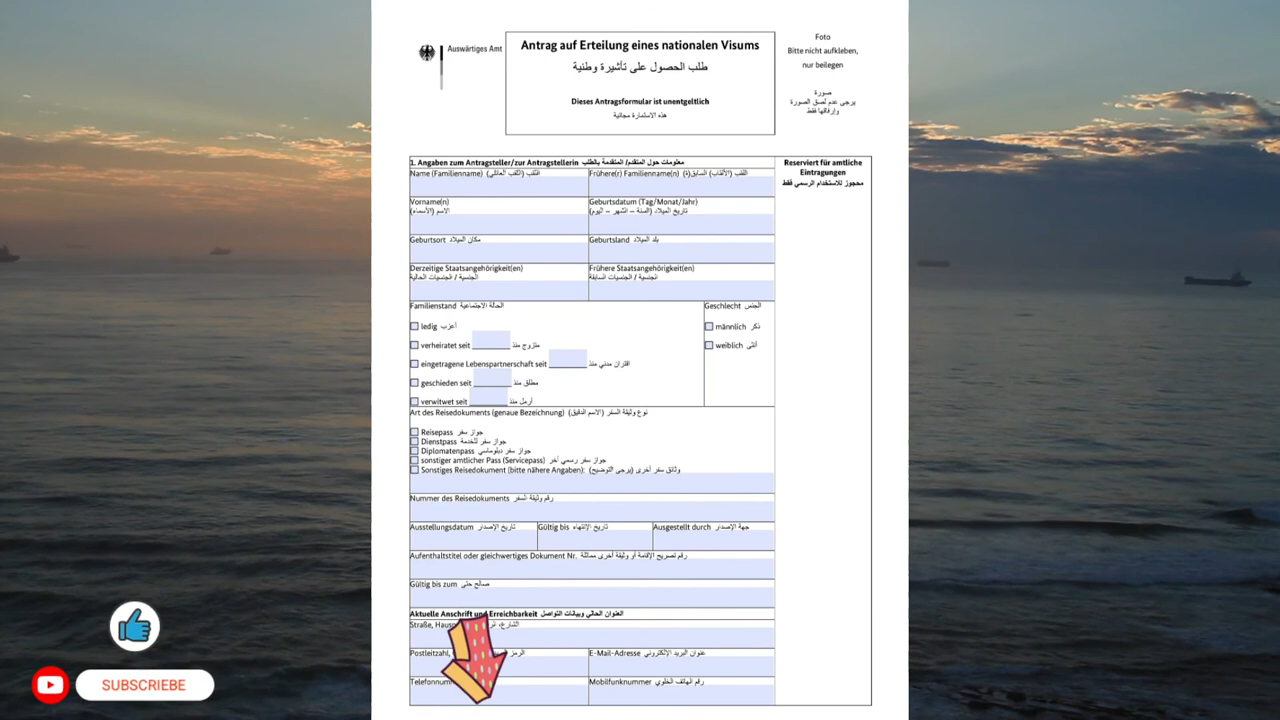 Auswärtiges Amt
Antrag auf Erteilung eines nationalen Visums
طلب الحصول على تأشيرة وطنية
Dieses Antragsformular ist unentgeltlich
هذه الاستمارة مجانية
Foto
Bitte nicht aufkleben,
nur beilegen
صورة
يرجى عدم لصق الصورة
وإرفاقها فقط
1. Angaben zum Antragsteller/zur Antragstellerin معلومات حول المتقدم/ المتقدمة بالطلب
Reserviert für amtliche
Eintragungen
محجوز للاستخدام الرسمي فقط
Name (Familienname) اللقب (اللقب العائلي)
Frühere(r) Familienname(n) اللقب (الألقاب) السابق(ة)
Vorname(n)
الاسم (الأسماء)
Geburtsdatum (Tag/Monat/Jahr)
تاريخ الميلاد (السنة – الشهر – اليوم)
Geburtsort مكان الميلاد
Geburtsland بلد الميلاد
Derzeitige Staatsangehörigkeit(en)
الجنسية / الجنسيات الحالية
Frühere Staatsangehörigkeit(en)
الجنسية / الجنسيات السابقة
Familienstand الحالة الاجتماعية
Geschlecht الجنس
ledig أعزب
männlich ذكر
verheiratet seit متزوج منذ
weiblich أنثى
eingetragene Lebenspartnerschaft seit اقتران مدني منذ
geschieden seit مطلق منذ
verwitwet seit أرمل منذ
Art des Reisedokuments (genaue Bezeichnung) نوع وثيقة السفر (الاسم الدقيق)
Reisepass جواز سفر
Dienstpass جواز سفر للخدمة
Diplomatenpass جواز سفر دبلوماسي
sonstiger amtlicher Pass (Servicepass) جواز سفر رسمي آخر
Sonstiges Reisedokument (bitte nähere Angaben): وثائق سفر أخرى (يرجى التوضيح)
Nummer des Reisedokuments رقم وثيقة السفر
Ausstellungsdatum تاريخ الإصدار
Gültig bis تاريخ الإنتهاء
Ausgestellt durch جهة الإصدار
Aufenthaltstitel oder gleichwertiges Dokument Nr. رقم تصريح الإقامة أو وثيقة أخرى مماثلة
Gültig bis zum صالح حتى
Aktuelle Anschrift und Erreichbarkeit العنوان الحالي وبيانات التواصل
Straße, الشارع،
Postleitzahl, الرمز
E-Mail-Adresse عنوان البريد الإلكتروني
Mobilfunknummer رقم الهاتف الخلوي
SUBSCRIEBE